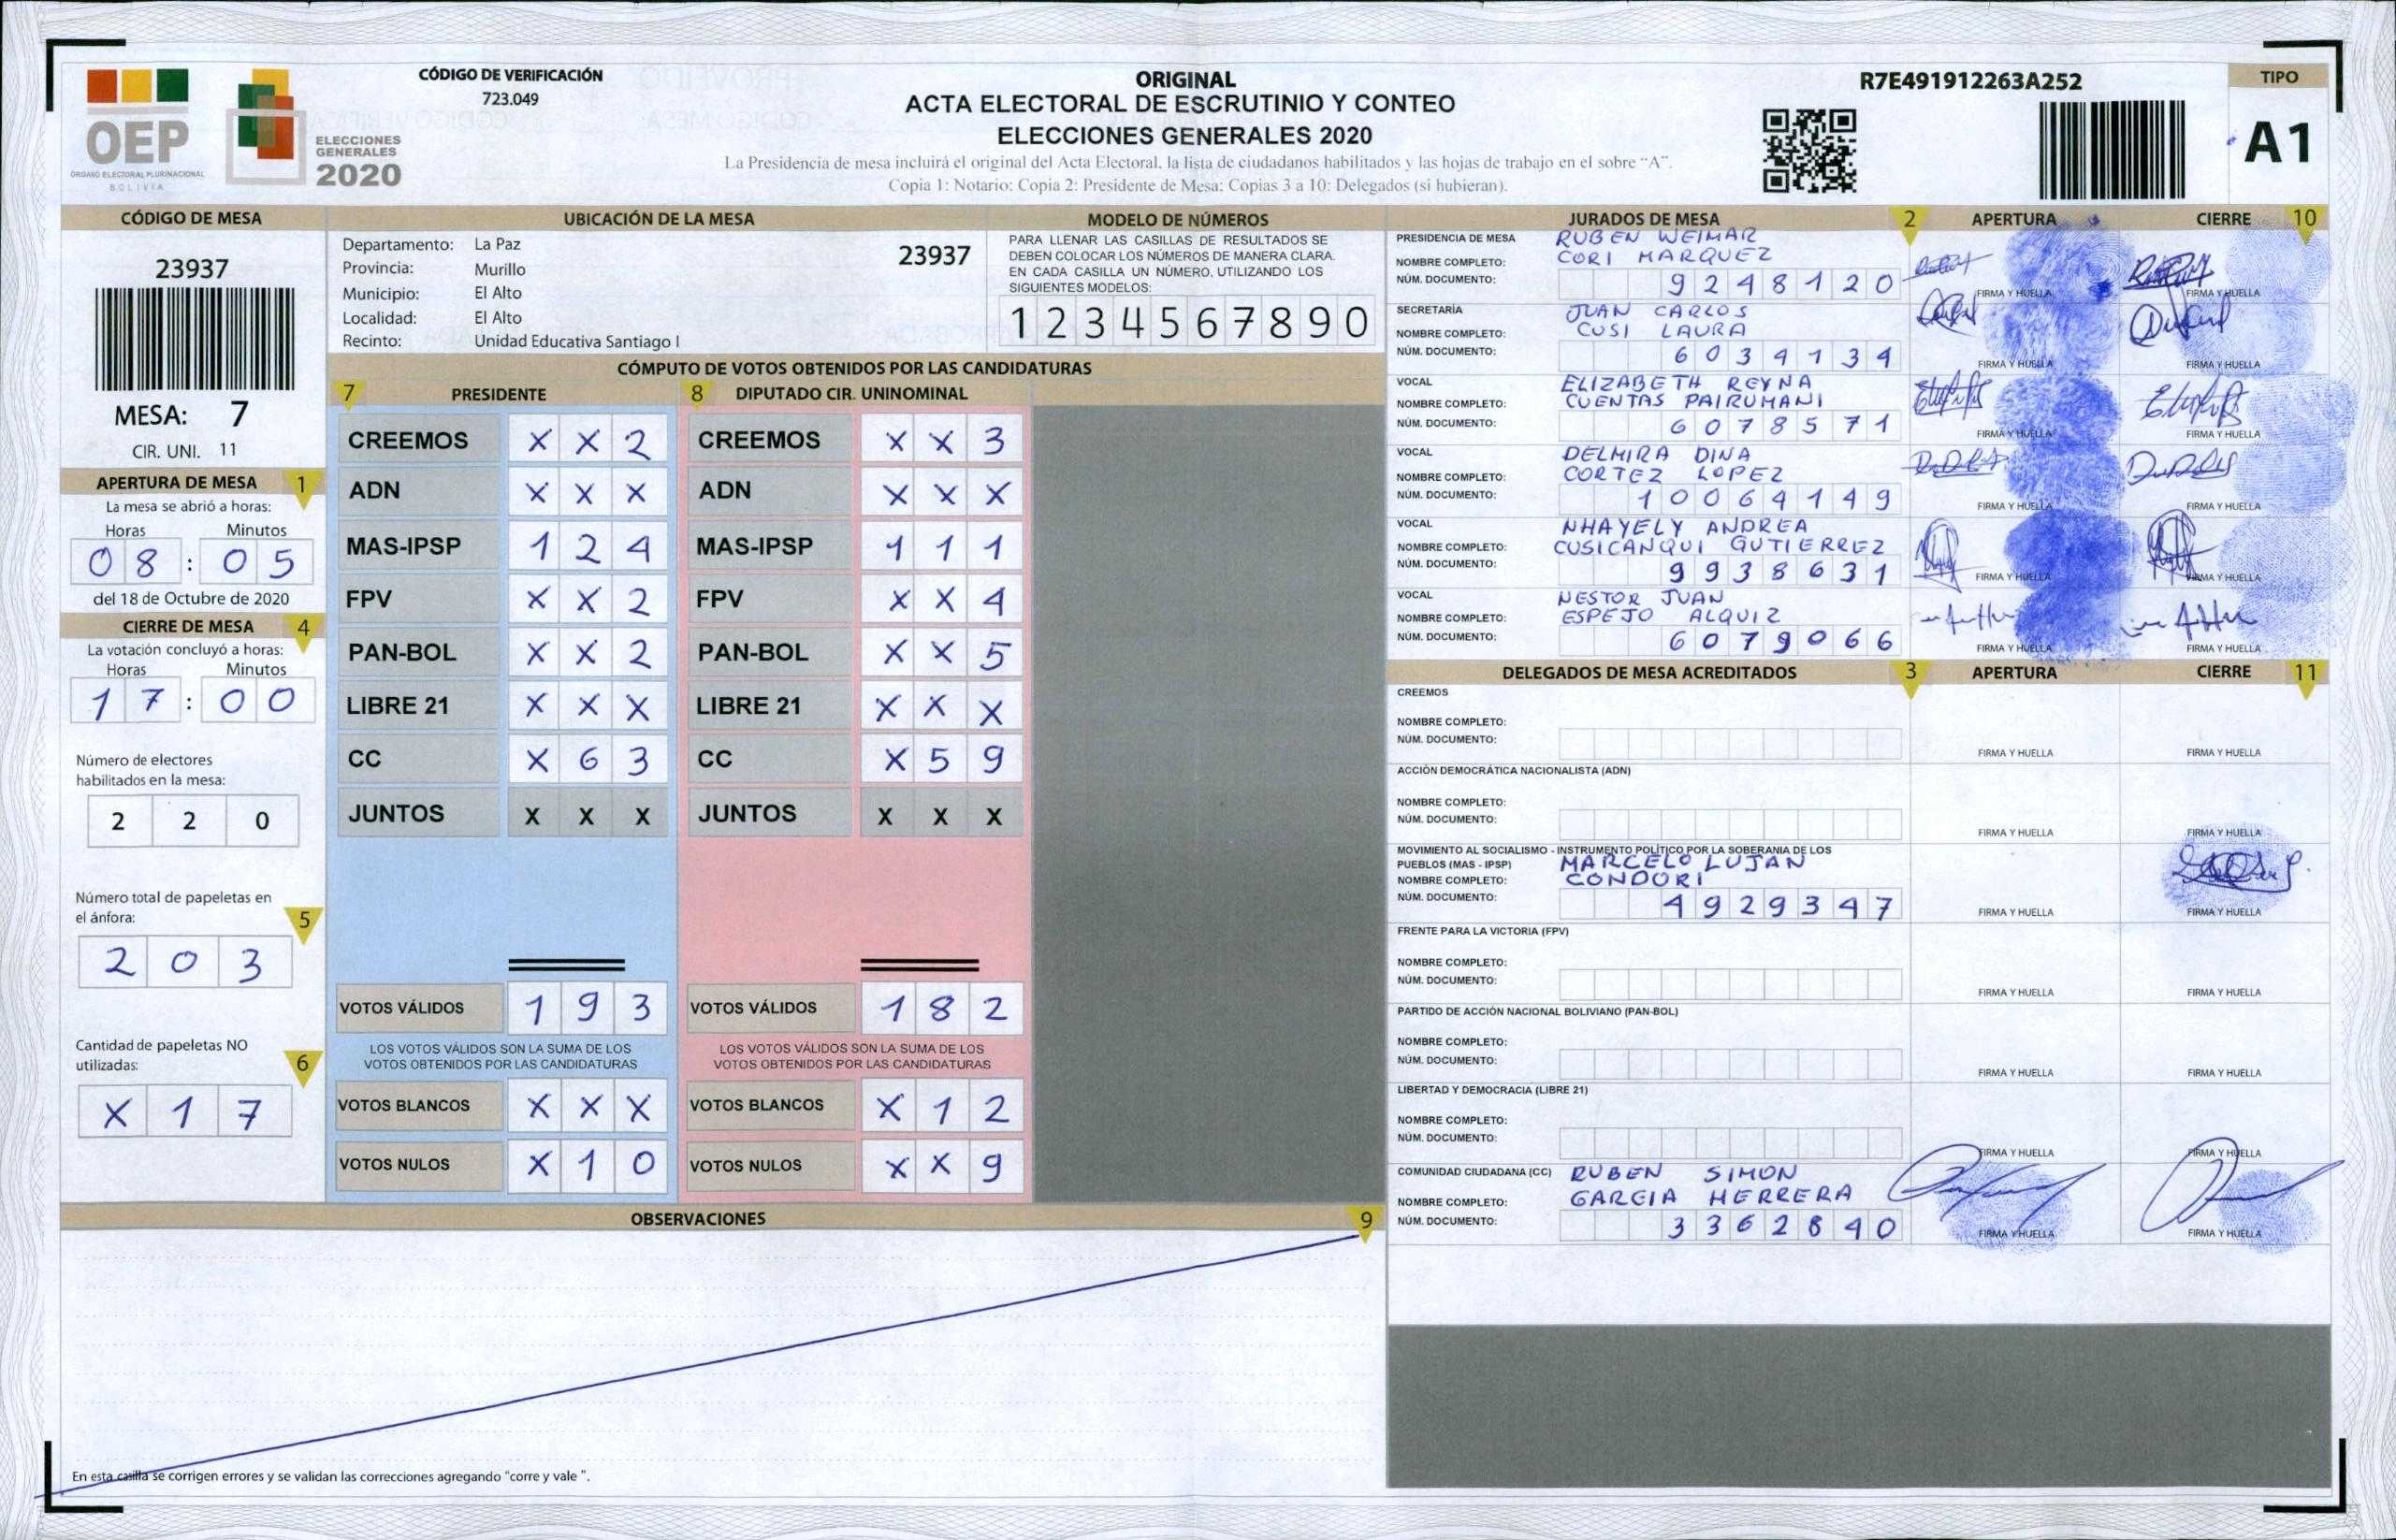 OEP
ÓRGANO ELECTORAL PLURINACIONAL
BOLIVIA
ELECCIONES
GENERALES
2020
CÓDIGO DE VERIFICACIÓN
723.049
ORIGINAL
ACTA ELECTORAL DE ESCRUTINIO Y CONTEO
ELECCIONES GENERALES 2020
La Presidencia de mesa incluirá el original del Acta Electoral, la lista de ciudadanos habilitados y las hojas de trabajo en el sobre “A”.
Copia 1: Notario; Copia 2: Presidente de Mesa; Copias 3 a 10: Delegados (si hubieran).
R7E491912263A252
TIPO
A1
CÓDIGO DE MESA
23937
MESA: 7
CIR. UNI. 11
APERTURA DE MESA 1
La mesa se abrió a horas:
Horas Minutos
08 : 05
del 18 de Octubre de 2020
CIERRE DE MESA 4
La votación concluyó a horas:
Horas Minutos
17 : 00
Número de electores
habilitados en la mesa:
2 2 0
Número total de papeletas en
el ánfora: 5
2 0 3
Cantidad de papeletas NO
utilizadas: 6
X 1 7
UBICACIÓN DE LA MESA
Departamento: La Paz 23937
Provincia: Murillo
Municipio: El Alto
Localidad: El Alto
Recinto: Unidad Educativa Santiago I
MODELO DE NÚMEROS
PARA LLENAR LAS CASILLAS DE RESULTADOS SE
DEBEN COLOCAR LOS NÚMEROS DE MANERA CLARA.
EN CADA CASILLA UN NÚMERO, UTILIZANDO LOS
SIGUIENTES MODELOS:
1 2 3 4 5 6 7 8 9 0
CÓMPUTO DE VOTOS OBTENIDOS POR LAS CANDIDATURAS
7 PRESIDENTE
CREEMOS X X 2
ADN X X X
MAS-IPSP 1 2 4
FPV X X 2
PAN-BOL X X 2
LIBRE 21 X X X
CC X 6 3
JUNTOS X X X
VOTOS VÁLIDOS 1 9 3
LOS VOTOS VÁLIDOS SON LA SUMA DE LOS
VOTOS OBTENIDOS POR LAS CANDIDATURAS
VOTOS BLANCOS X X X
VOTOS NULOS X 1 0
8 DIPUTADO CIR. UNINOMINAL
CREEMOS X X 3
ADN X X X
MAS-IPSP 1 1 1
FPV X X 4
PAN-BOL X X 5
LIBRE 21 X X X
CC X 5 9
JUNTOS X X X
VOTOS VÁLIDOS 1 8 2
LOS VOTOS VÁLIDOS SON LA SUMA DE LOS
VOTOS OBTENIDOS POR LAS CANDIDATURAS
VOTOS BLANCOS X 1 2
VOTOS NULOS X X 9
OBSERVACIONES 9
En esta casilla se corrigen errores y se validan las correcciones agregando “corre y vale”.
JURADOS DE MESA 2 APERTURA CIERRE 10
PRESIDENCIA DE MESA RUBEN WEIMAR
NOMBRE COMPLETO: CORI MARQUEZ
NÚM. DOCUMENTO: 9248120
FIRMA Y HUELLA FIRMA Y HUELLA
SECRETARÍA JUAN CARLOS
NOMBRE COMPLETO: CUSI LAURA
NÚM. DOCUMENTO: 6034134
FIRMA Y HUELLA FIRMA Y HUELLA
VOCAL ELIZABETH REYNA
NOMBRE COMPLETO: CUENTAS PAIRUMANI
NÚM. DOCUMENTO: 6078571
FIRMA Y HUELLA FIRMA Y HUELLA
VOCAL DELMIRA DINA
NOMBRE COMPLETO: CORTEZ LOPEZ
NÚM. DOCUMENTO: 10064149
FIRMA Y HUELLA FIRMA Y HUELLA
VOCAL NHAYELY ANDREA
NOMBRE COMPLETO: CUSICANQUI GUTIERREZ
NÚM. DOCUMENTO: 9938631
FIRMA Y HUELLA FIRMA Y HUELLA
VOCAL NESTOR JUAN
NOMBRE COMPLETO: ESPEJO ALQUIZ
NÚM. DOCUMENTO: 6079066
FIRMA Y HUELLA FIRMA Y HUELLA
DELEGADOS DE MESA ACREDITADOS 3 APERTURA CIERRE 11
CREEMOS
NOMBRE COMPLETO:
NÚM. DOCUMENTO:
FIRMA Y HUELLA FIRMA Y HUELLA
ACCIÓN DEMOCRÁTICA NACIONALISTA (ADN)
NOMBRE COMPLETO:
NÚM. DOCUMENTO:
FIRMA Y HUELLA FIRMA Y HUELLA
MOVIMIENTO AL SOCIALISMO - INSTRUMENTO POLÍTICO POR LA SOBERANIA DE LOS
PUEBLOS (MAS - IPSP) MARCELO LUJAN
NOMBRE COMPLETO: CONDORI
NÚM. DOCUMENTO: 4929347
FIRMA Y HUELLA FIRMA Y HUELLA
FRENTE PARA LA VICTORIA (FPV)
NOMBRE COMPLETO:
NÚM. DOCUMENTO:
FIRMA Y HUELLA FIRMA Y HUELLA
PARTIDO DE ACCIÓN NACIONAL BOLIVIANO (PAN-BOL)
NOMBRE COMPLETO:
NÚM. DOCUMENTO:
FIRMA Y HUELLA FIRMA Y HUELLA
LIBERTAD Y DEMOCRACIA (LIBRE 21)
NOMBRE COMPLETO:
NÚM. DOCUMENTO:
FIRMA Y HUELLA FIRMA Y HUELLA
COMUNIDAD CIUDADANA (CC) RUBEN SIMON
NOMBRE COMPLETO: GARCIA HERRERA
NÚM. DOCUMENTO: 3362840
FIRMA Y HUELLA FIRMA Y HUELLA